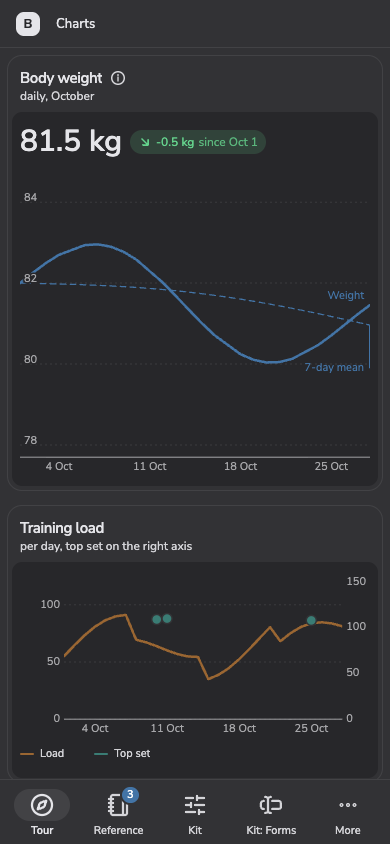 B Charts
Body weight
daily, October
81.5 kg -0.5 kg since Oct 1
84
82
Weight
80
7-day mean
78
4 Oct 11 Oct 18 Oct 25 Oct
Training load
per day, top set on the right axis
150
100 100
50 50
0 0
4 Oct 11 Oct 18 Oct 25 Oct
Load Top set
3
Tour Reference Kit Kit: Forms More